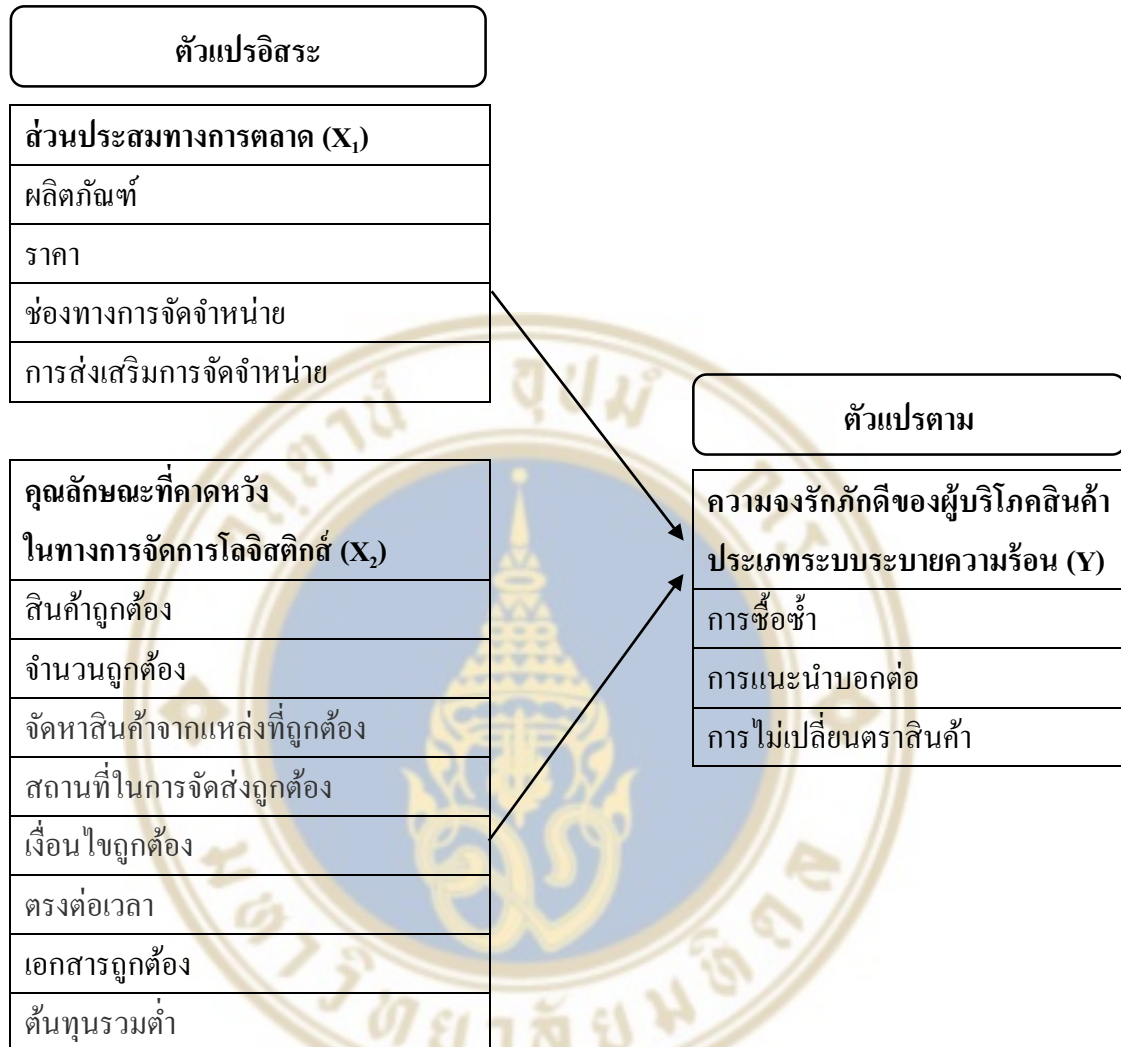 ตัวแปรอิสระ
ส่วนประสมทางการตลาด (X₁)
ผลิตภัณฑ์
ราคา
ช่องทางการจัดจำหน่าย
การส่งเสริมการจัดจำหน่าย
คุณลักษณะที่คาดหวัง
ในทางการจัดการโลจิสติกส์ (X₂)
สินค้าถูกต้อง
จำนวนถูกต้อง
จัดหาสินค้าจากแหล่งที่ถูกต้อง
สถานที่ในการจัดส่งถูกต้อง
เงื่อนไขถูกต้อง
ตรงต่อเวลา
เอกสารถูกต้อง
ต้นทุนรวมต่ำ
ตัวแปรตาม
ความจงรักภักดีของผู้บริโภคสินค้า
ประเภทระบบระบายความร้อน (Y)
การซื้อซ้ำ
การแนะนำบอกต่อ
การไม่เปลี่ยนตราสินค้า
มหาวิทยาลัยมหิดล